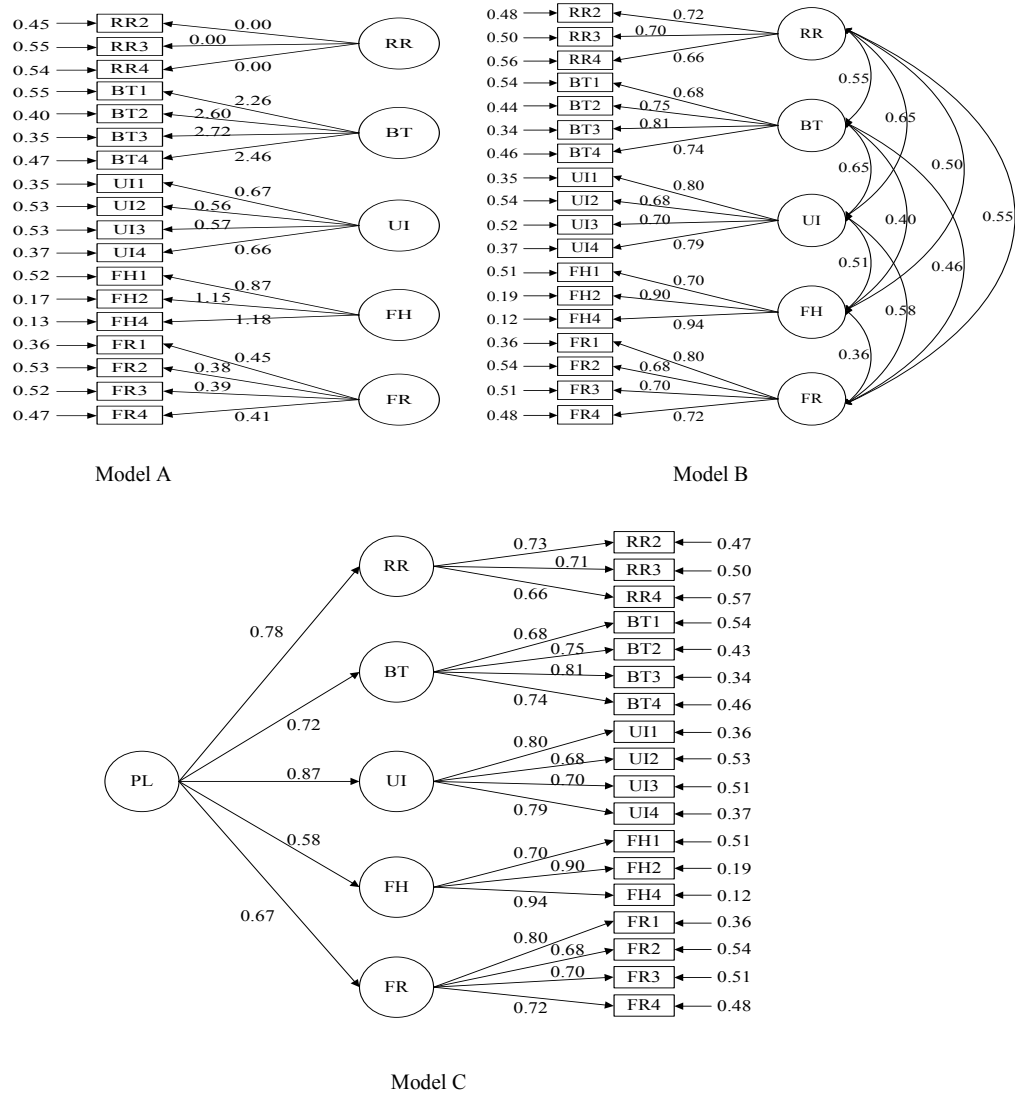 0.45 RR2 0.00
0.55 RR3 0.00 RR
0.54 RR4 0.00
0.55 BT1 2.26
0.40 BT2 2.60
0.35 BT3 2.72 BT
0.47 BT4 2.46
0.35 UI1 0.67
0.53 UI2 0.56
0.53 UI3 0.57 UI
0.37 UI4 0.66
0.52 FH1 0.87
0.17 FH2 1.15
0.13 FH4 1.18 FH
0.36 FR1 0.45
0.53 FR2 0.38
0.52 FR3 0.39 FR
0.47 FR4 0.41
Model A
0.48 RR2 0.72
0.50 RR3 0.70 RR
0.56 RR4 0.66
0.54 BT1 0.68
0.44 BT2 0.75
0.34 BT3 0.81 BT
0.46 BT4 0.74
0.35 UI1 0.80
0.54 UI2 0.68
0.52 UI3 0.70 UI
0.37 UI4 0.79
0.51 FH1 0.70
0.19 FH2 0.90
0.12 FH4 0.94 FH
0.36 FR1 0.80
0.54 FR2 0.68
0.51 FR3 0.70 FR
0.48 FR4 0.72
0.55
0.65
0.65
0.50
0.40
0.55
0.51
0.46
0.58
0.36
Model B
PL
0.78
0.72
0.87
0.58
0.67
RR
BT
UI
FH
FR
0.73 RR2 0.47
0.71 RR3 0.50
0.66 RR4 0.57
0.68 BT1 0.54
0.75 BT2 0.43
0.81 BT3 0.34
0.74 BT4 0.46
0.80 UI1 0.36
0.68 UI2 0.53
0.70 UI3 0.51
0.79 UI4 0.37
0.70 FH1 0.51
0.90 FH2 0.19
0.94 FH4 0.12
0.80 FR1 0.36
0.68 FR2 0.54
0.70 FR3 0.51
0.72 FR4 0.48
Model C